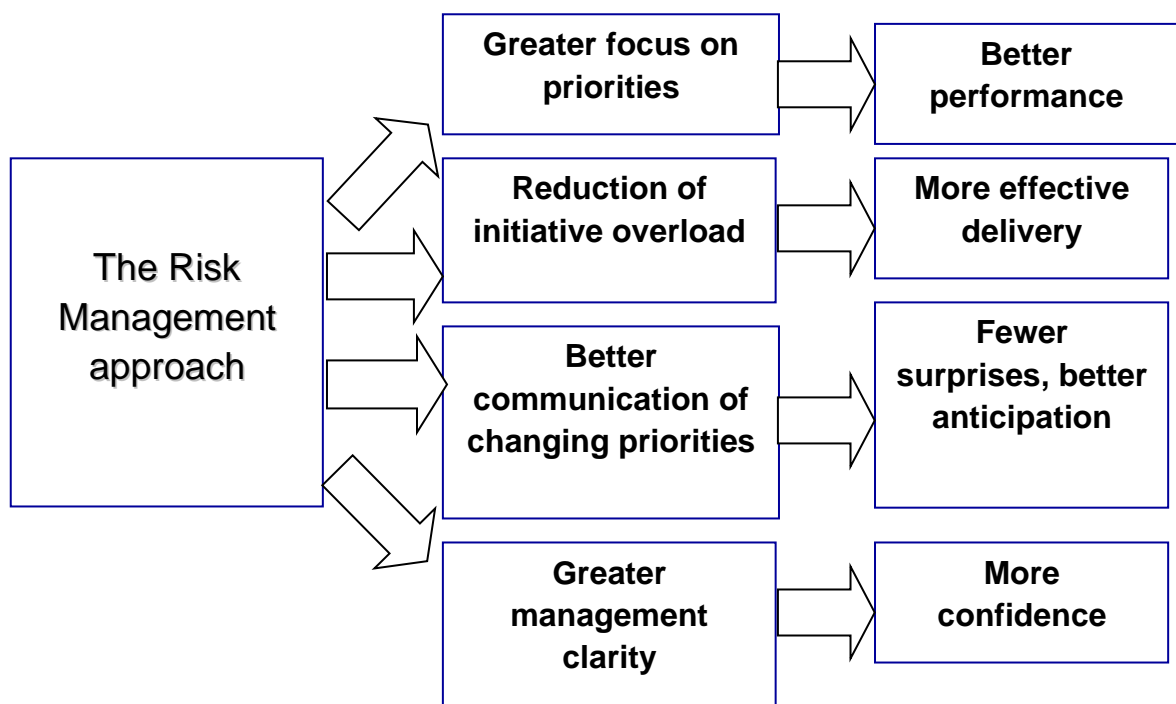 The Risk
Management
approach
Greater focus on
priorities
Better
performance
Reduction of
initiative overload
More effective
delivery
Better
communication of
changing priorities
Fewer
surprises, better
anticipation
Greater
management
clarity
More
confidence